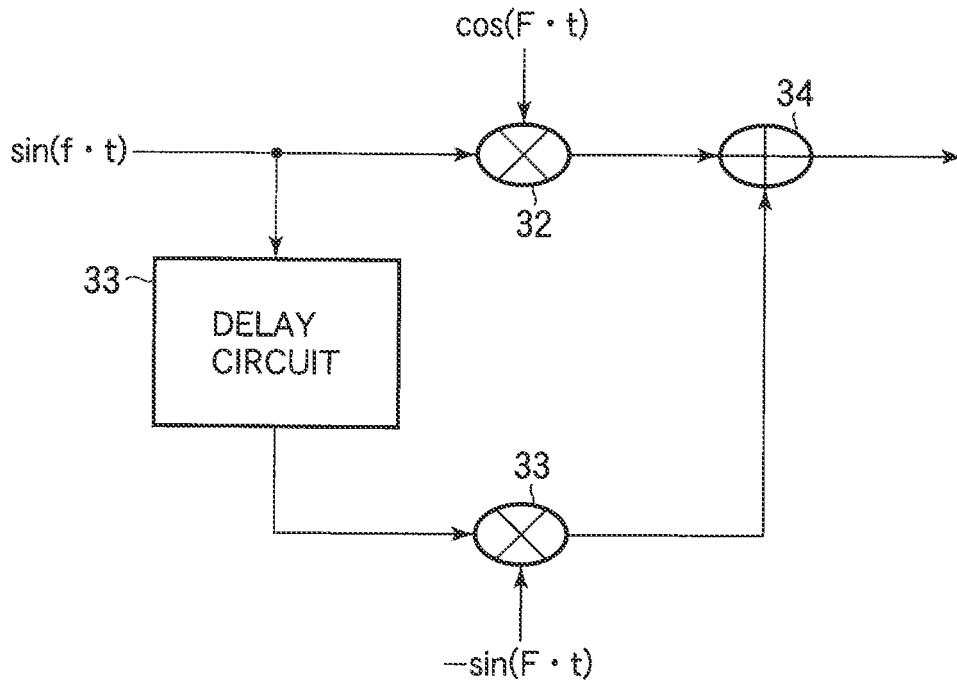 cos(F・t)
34
sin(f・t)
32
33
DELAY
CIRCUIT
33
—sin(F・t)